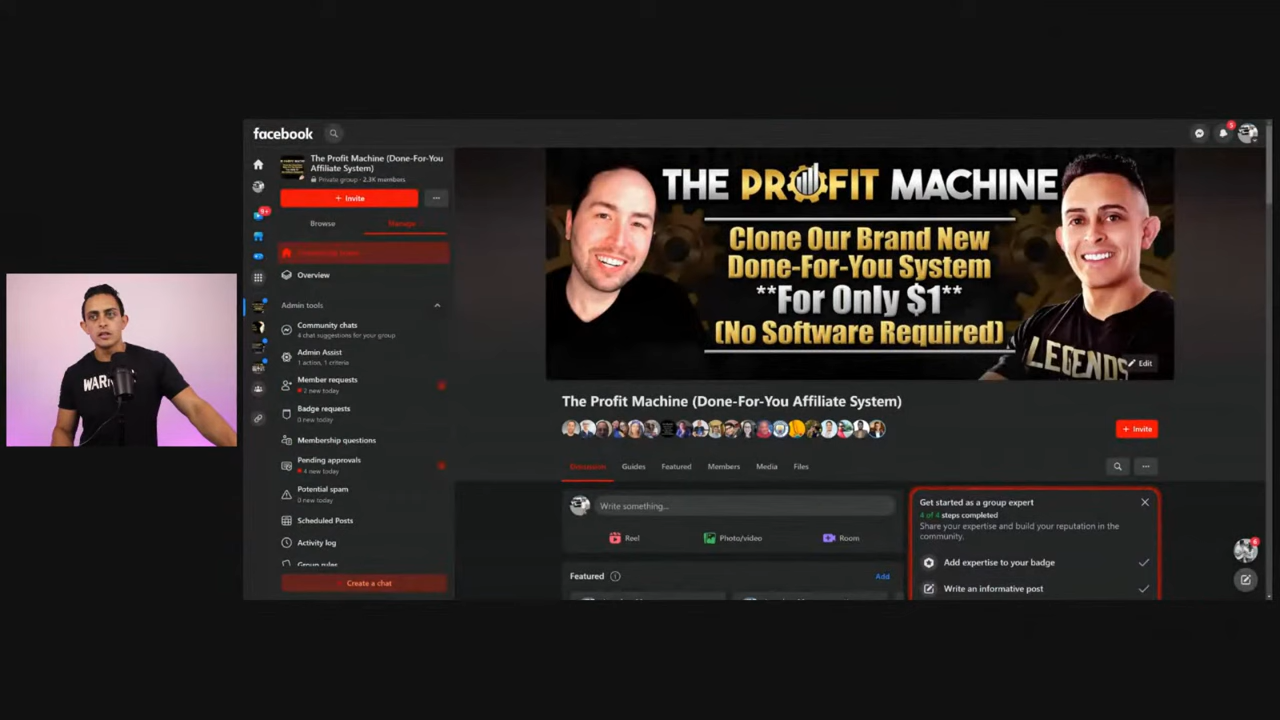 facebook
The Profit Machine (Done-For-You
Affiliate System)
Private group · 2.3K members
+ Invite
Browse
Manage
Overview
Admin tools
Community chats
4 chat suggestions for your group
Admin Assist
1 action, 1 criteria
Member requests
2 new today
Badge requests
0 new today
Membership questions
Pending approvals
4 new today
Potential spam
0 new today
Scheduled Posts
Activity log
Group rules
Create a chat
WAR
THE PROFIT MACHINE
Clone Our Brand New
Done-For-You System
**For Only $1**
(No Software Required)
LEGENDS
Edit
The Profit Machine (Done-For-You Affiliate System)
+ Invite
Discussion
Guides
Featured
Members
Media
Files
Write something...
Reel
Photo/video
Room
Featured
Add
Get started as a group expert
4 of 4 steps completed
Share your expertise and build your reputation in the
community.
Add expertise to your badge
Write an informative post